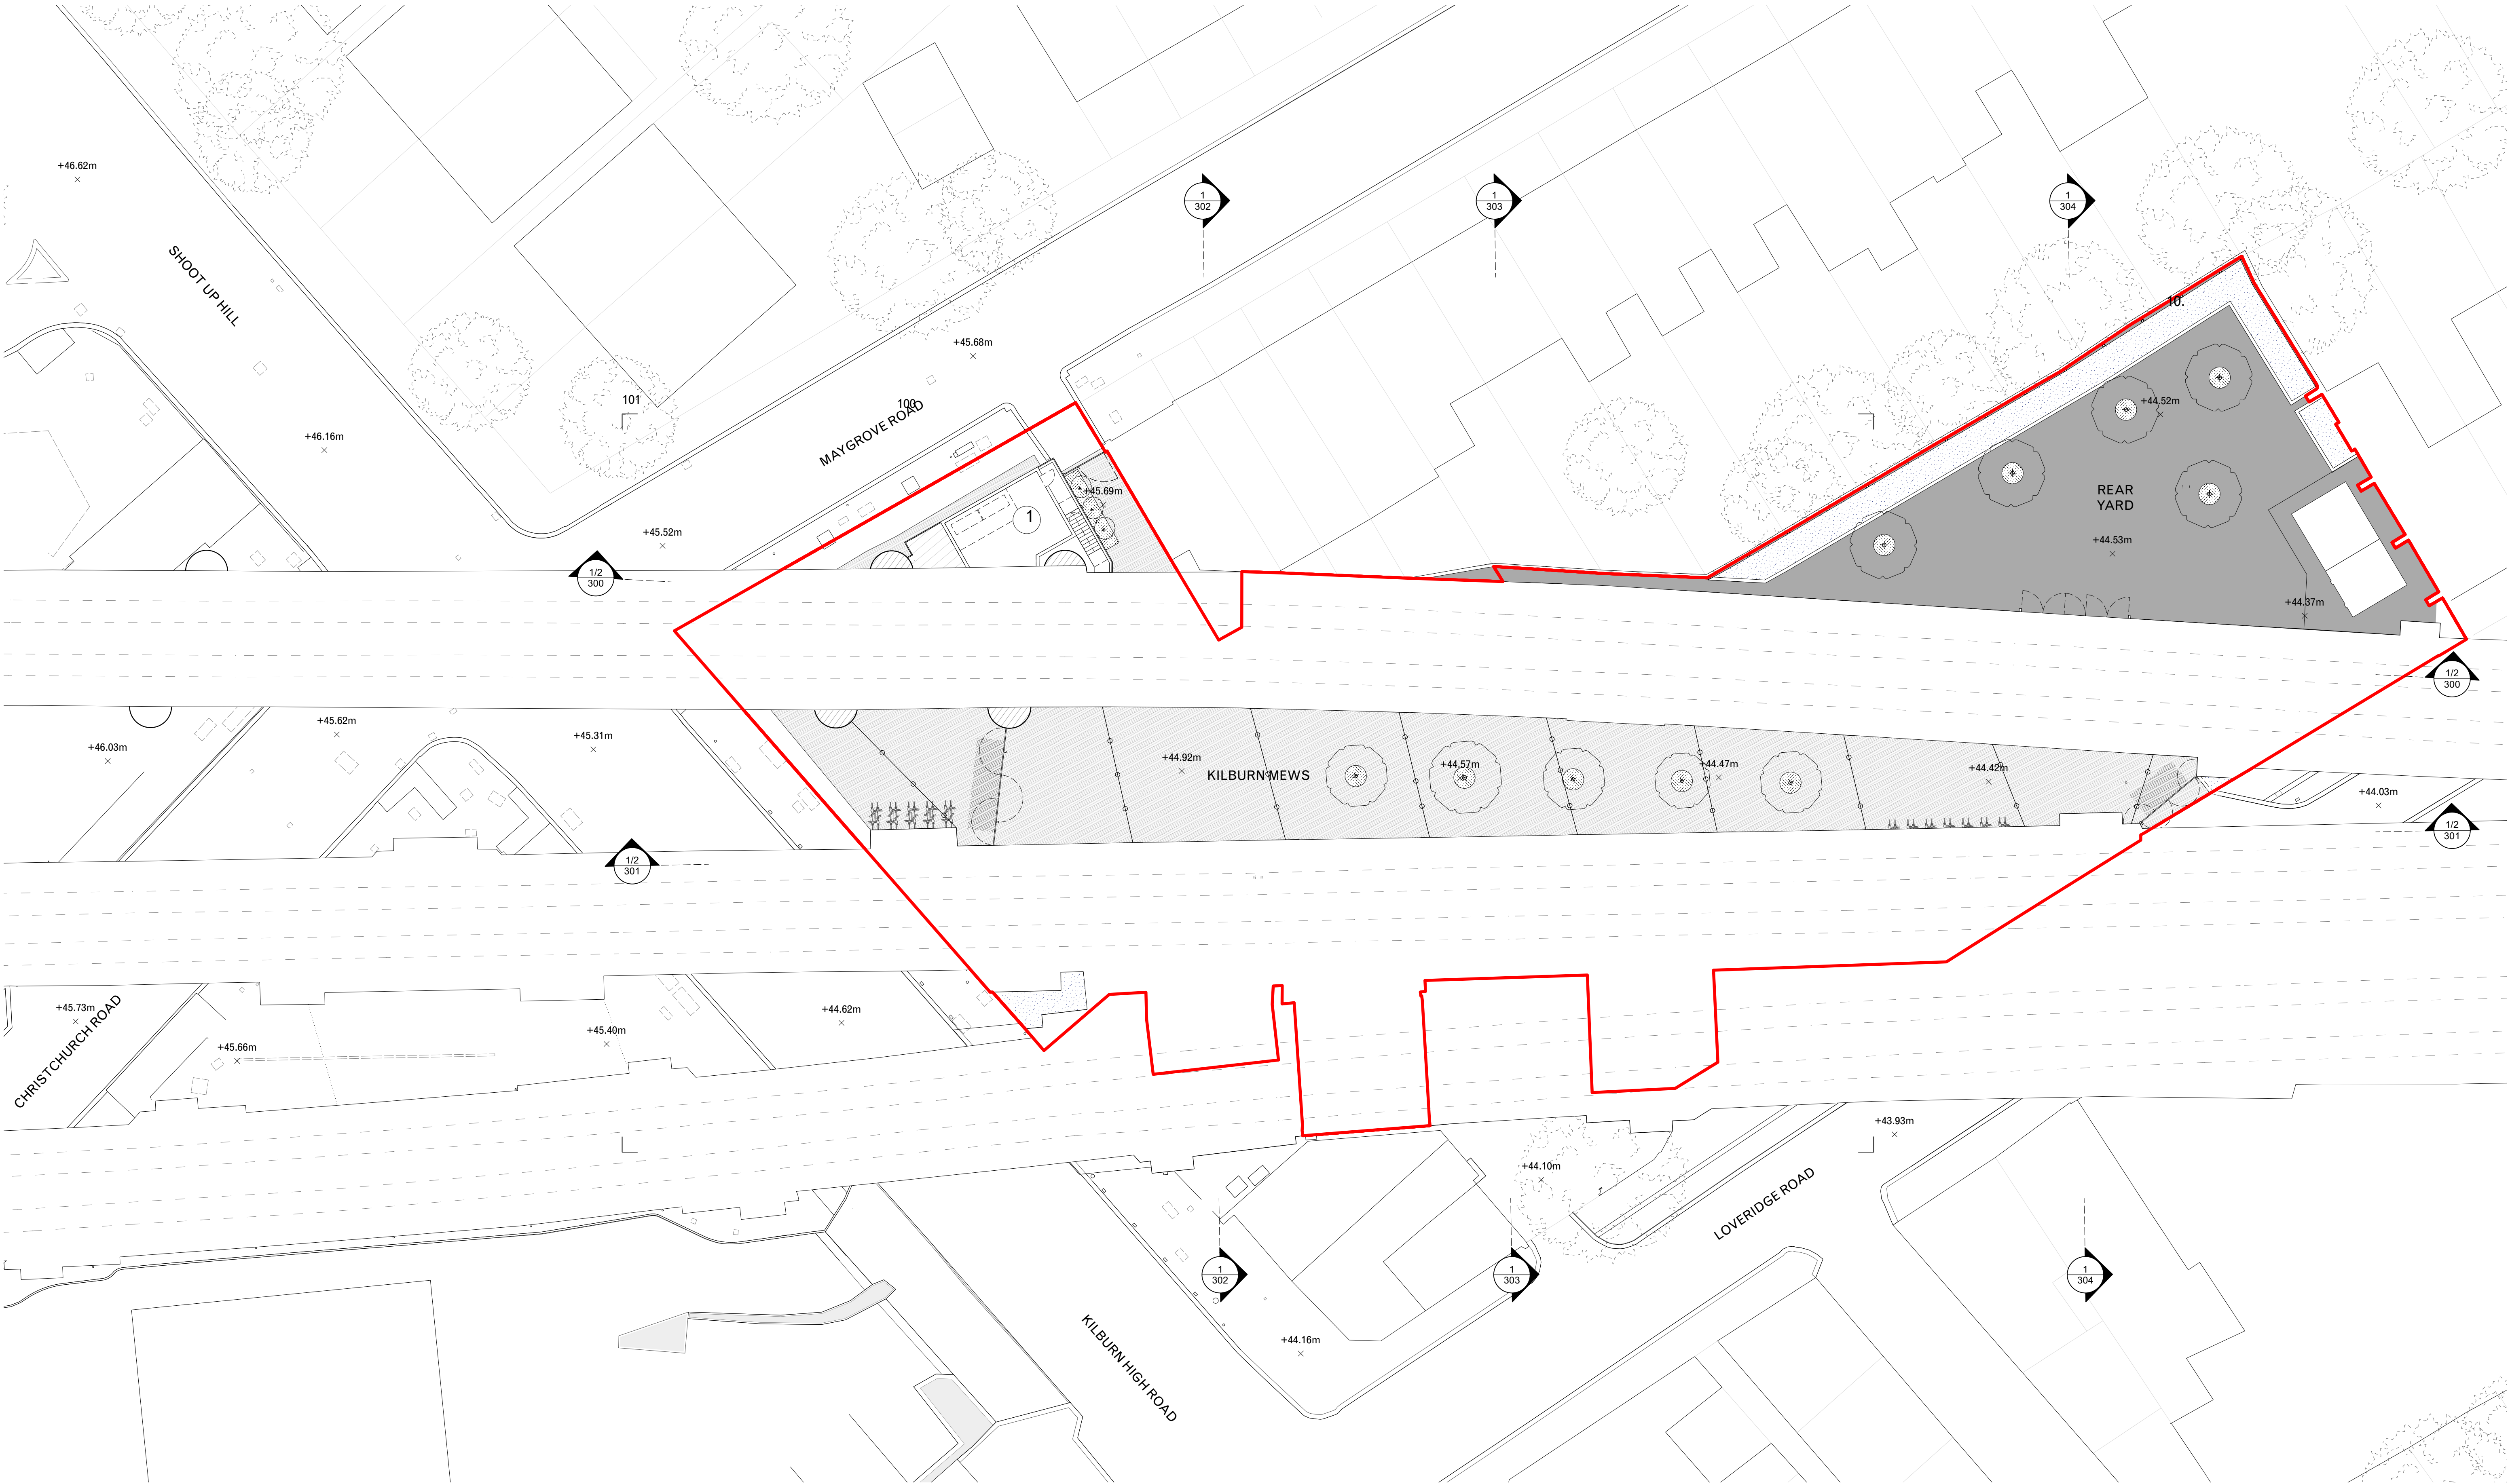 +46.62m
SHOOT UP HILL
1
302
1
303
1
304
10.
+45.68m
101
100
MAYGROVE ROAD
+44.52m
+46.16m
+45.69m
REAR
YARD
1
1
+45.52m
+44.53m
1/2
300
+44.37m
1/2
300
+45.62m
+46.03m
+45.31m
+44.92m
KILBURN MEWS
+44.57m
+44.47m
+44.42m
+44.03m
1/2
301
1/2
301
+45.73m
CHRISTCHURCH ROAD
+45.66m
+45.40m
+44.62m
+43.93m
+44.10m
LOVERIDGE ROAD
1
302
1
303
1
304
KILBURN HIGH ROAD
+44.16m